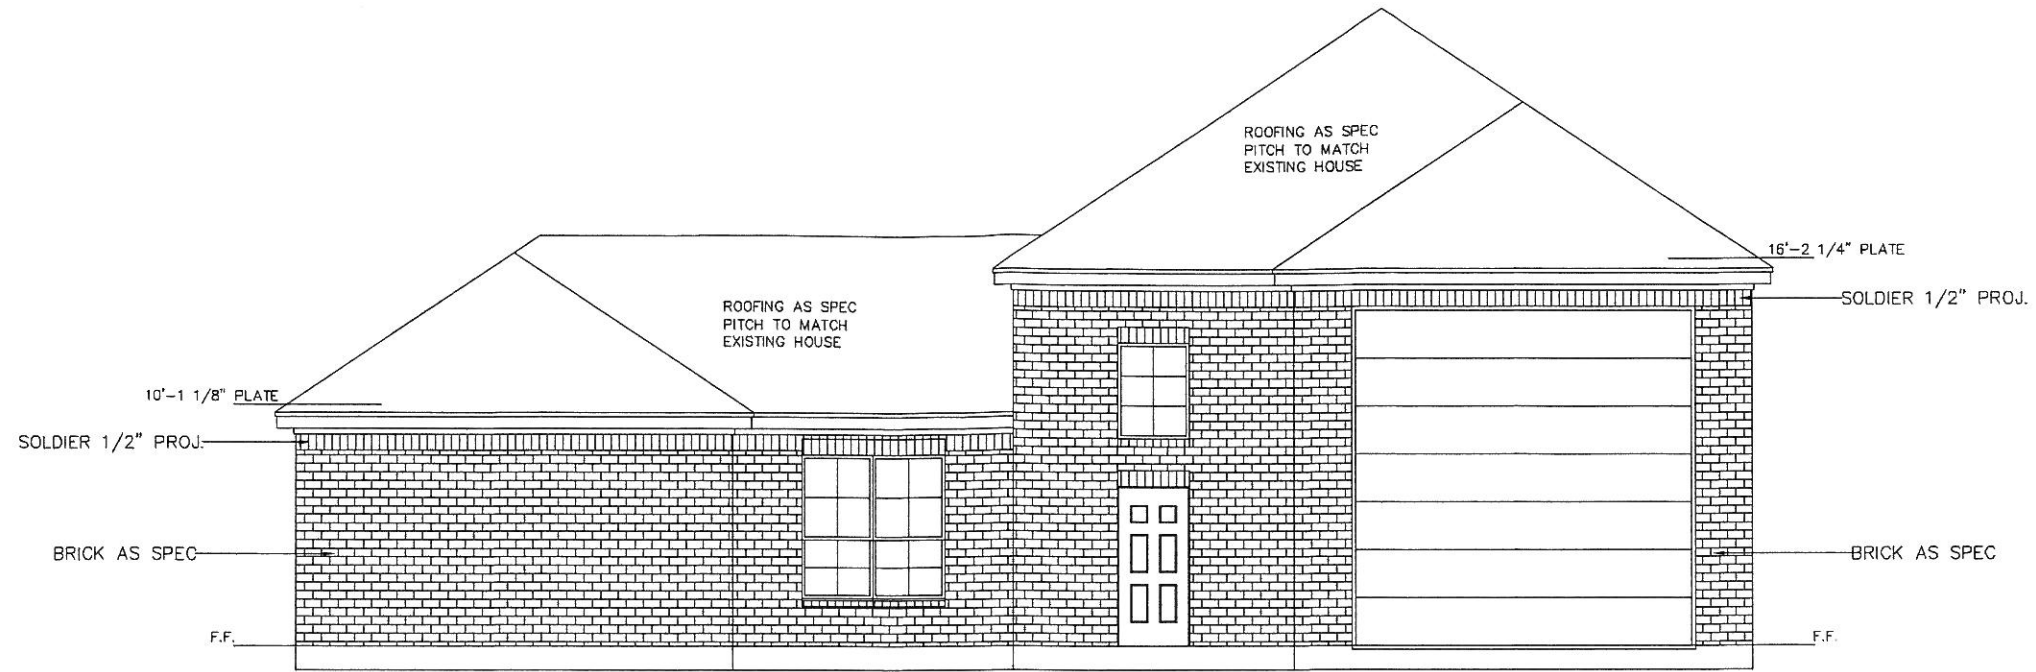 ROOFING AS SPEC
PITCH TO MATCH
EXISTING HOUSE
16'-2 1/4" PLATE
SOLDIER 1/2" PROJ.
ROOFING AS SPEC
PITCH TO MATCH
EXISTING HOUSE
10'-1 1/8" PLATE
SOLDIER 1/2" PROJ.
BRICK AS SPEC
BRICK AS SPEC
F.F.
F.F.